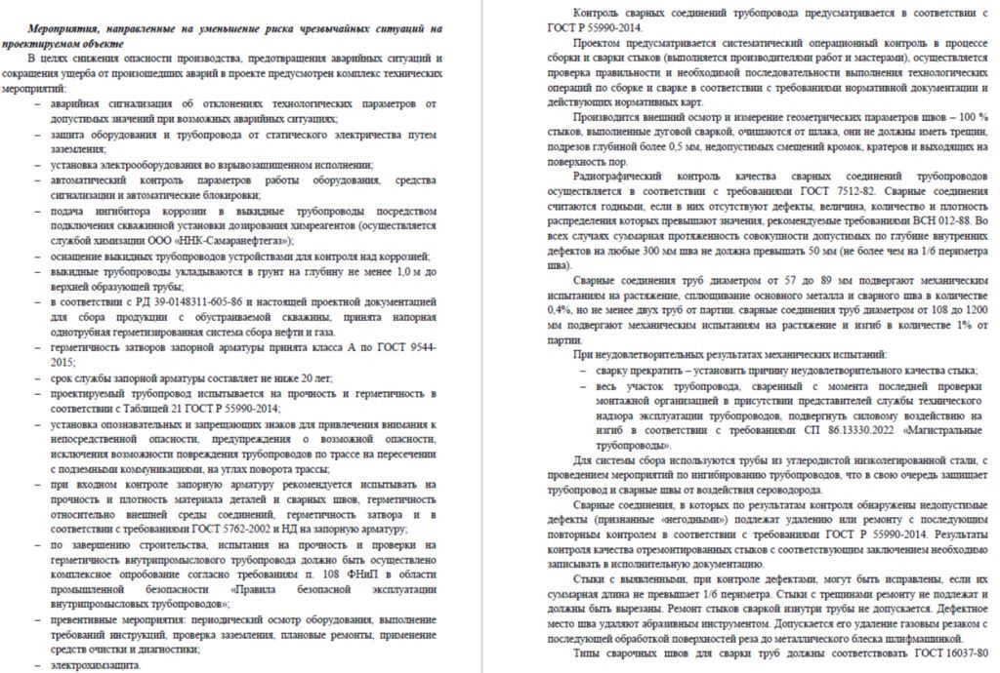 Мероприятия, направленные на уменьшение риска чрезвычайных ситуаций на
проектируемом объекте
В целях снижения опасности производства, предотвращения аварийных ситуаций и
сокращения ущерба от произошедших аварий в проекте предусмотрен комплекс технических
мероприятий:
– аварийная сигнализация об отклонениях технологических параметров от
допустимых значений при возможных аварийных ситуациях;
– защита оборудования и трубопровода от статического электричества путем
заземления;
– установка электрооборудования во взрывозащищенном исполнении;
– автоматический контроль параметров работы оборудования, средства
сигнализации и автоматические блокировки;
– подача ингибитора коррозии в выкидные трубопроводы посредством
подключения скважинной установки дозирования химреагентов (осуществляется
службой химизации ООО «ННК-Самаранефтегаз»);
– оснащение выкидных трубопроводов устройствами для контроля над коррозией;
– выкидные трубопроводы укладываются в грунт на глубину не менее 1,0 м до
верхней образующей трубы;
– в соответствии с РД 39-0148311-605-86 и настоящей проектной документацией
для сбора продукции с обустраиваемой скважины, принята напорная
однотрубная герметизированная система сбора нефти и газа.
– герметичность затворов запорной арматуры принята класса А по ГОСТ 9544-
2015;
– срок службы запорной арматуры составляет не ниже 20 лет;
– проектируемый трубопровод испытывается на прочность и герметичность в
соответствии с Таблицей 21 ГОСТ Р 55990-2014;
– установка опознавательных и запрещающих знаков для привлечения внимания к
непосредственной опасности, предупреждения о возможной опасности,
исключения возможности повреждения трубопроводов по трассе на пересечении
с подземными коммуникациями, на углах поворота трассы;
– при входном контроле запорную арматуру рекомендуется испытывать на
прочность и плотность материала деталей и сварных швов, герметичность
относительно внешней среды соединений, герметичность затвора и в
соответствии с требованиями ГОСТ 5762-2002 и НД на запорную арматуру;
– по завершению строительства, испытания на прочность и проверки на
герметичность внутрипромыслового трубопровода должно быть осуществлено
комплексное опробование согласно требованиям п. 108 ФНиП в области
промышленной безопасности «Правила безопасной эксплуатации
внутрипромысловых трубопроводов»;
– превентивные мероприятия: периодический осмотр оборудования, выполнение
требований инструкций, проверка заземления, плановые ремонты, применение
средств очистки и диагностики;
– электрохимзащита.
Контроль сварных соединений трубопровода предусматривается в соответствии с
ГОСТ Р 55990-2014.
Проектом предусматривается систематический операционный контроль в процессе
сборки и сварки стыков (выполняется производителями работ и мастерами), осуществляется
проверка правильности и необходимой последовательности выполнения технологических
операций по сборке и сварке в соответствии с требованиями нормативной документации и
действующих нормативных карт.
Производится внешний осмотр и измерение геометрических параметров швов – 100 %
стыков, выполненные дуговой сваркой, очищаются от шлака, они не должны иметь трещин,
подрезов глубиной более 0,5 мм, недопустимых смещений кромок, кратеров и выходящих на
поверхность пор.
Радиографический контроль качества сварных соединений трубопроводов
осуществляется в соответствии с требованиями ГОСТ 7512-82. Сварные соединения
считаются годными, если в них отсутствуют дефекты, величина, количество и плотность
распределения которых превышают значения, рекомендуемые требованиями ВСН 012-88. Во
всех случаях суммарная протяженность совокупности допустимых по глубине внутренних
дефектов на любые 300 мм шва не должна превышать 50 мм (не более чем на 1/6 периметра
шва).
Сварные соединения труб диаметром от 57 до 89 мм подвергают механическим
испытаниям на растяжение, сплющивание основного металла и сварного шва в количестве
0,4%, но не менее двух труб от партии. сварные соединения труб диаметром от 108 до 1200
мм подвергают механическим испытаниям на растяжение и изгиб в количестве 1% от
партии.
При неудовлетворительных результатах механических испытаний:
– сварку прекратить – установить причину неудовлетворительного качества стыка;
– весь участок трубопровода, сваренный с момента последней проверки
монтажной организацией в присутствии представителей службы технического
надзора эксплуатации трубопроводов, подвергнуть силовому воздействию на
изгиб в соответствии с требованиями СП 86.13330.2022 «Магистральные
трубопроводы».
Для системы сбора используются трубы из углеродистой низколегированной стали, с
проведением мероприятий по ингибированию трубопроводов, что в свою очередь защищает
трубопровод и сварные швы от воздействия сероводорода.
Сварные соединения, в которых по результатам контроля обнаружены недопустимые
дефекты (признанные «негодными») подлежат удалению или ремонту с последующим
повторным контролем в соответствии с требованиями ГОСТ Р 55990-2014. Результаты
контроля качества отремонтированных стыков с соответствующим заключением необходимо
записывать в исполнительную документацию.
Стыки с выявленными, при контроле дефектами, могут быть исправлены, если их
суммарная длина не превышает 1/6 периметра. Стыки с трещинами ремонту не подлежат и
должны быть вырезаны. Ремонт стыков сваркой изнутри трубы не допускается. Дефектное
место шва удаляют абразивным инструментом. Допускается его удаление газовым резаком с
последующей обработкой поверхностей реза до металлического блеска шлифмашинкой.
Типы сварочных швов для сварки труб должны соответствовать ГОСТ 16037-80